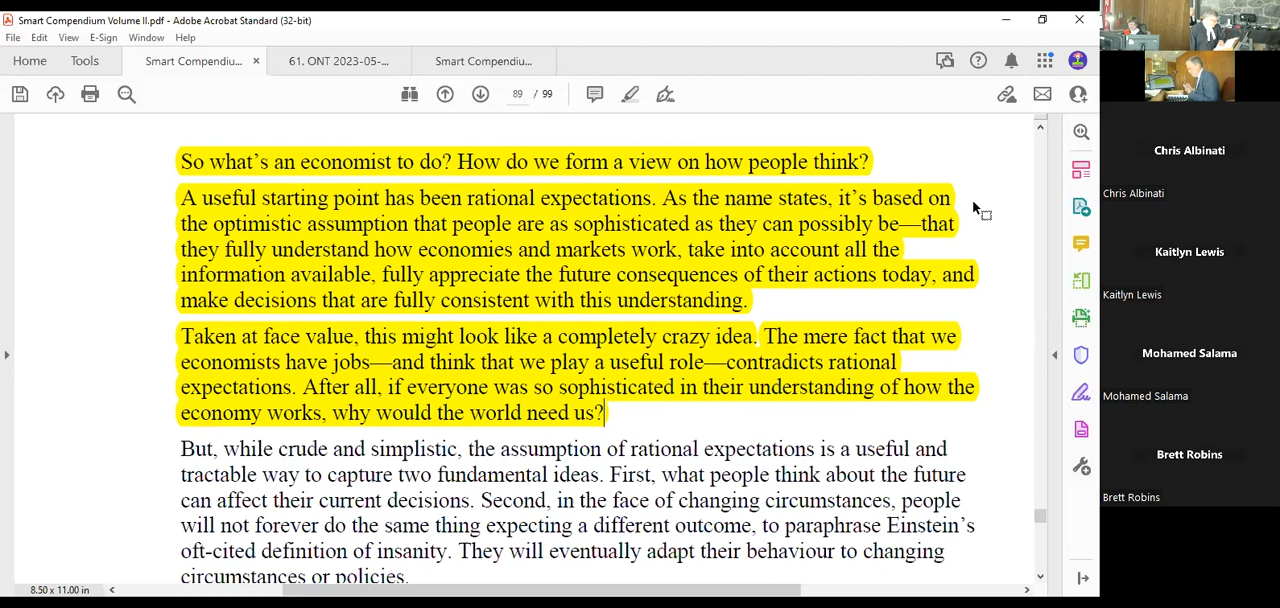 Smart Compendium Volume II.pdf - Adobe Acrobat Standard (32-bit)
File Edit View E-Sign Window Help
Home Tools Smart Compendiu... × 61. ONT 2023-05-... Smart Compendiu...
89 / 99
So what's an economist to do? How do we form a view on how people think?
A useful starting point has been rational expectations. As the name states, it's based on
the optimistic assumption that people are as sophisticated as they can possibly be—that
they fully understand how economies and markets work, take into account all the
information available, fully appreciate the future consequences of their actions today, and
make decisions that are fully consistent with this understanding.
Taken at face value, this might look like a completely crazy idea. The mere fact that we
economists have jobs—and think that we play a useful role—contradicts rational
expectations. After all, if everyone was so sophisticated in their understanding of how the
economy works, why would the world need us?
But, while crude and simplistic, the assumption of rational expectations is a useful and
tractable way to capture two fundamental ideas. First, what people think about the future
can affect their current decisions. Second, in the face of changing circumstances, people
will not forever do the same thing expecting a different outcome, to paraphrase Einstein's
oft-cited definition of insanity. They will eventually adapt their behaviour to changing
circumstances or policies.
8.50 x 11.00 in
Chris Albinati
Chris Albinati
Kaitlyn Lewis
Kaitlyn Lewis
Mohamed Salama
Mohamed Salama
Brett Robins
Brett Robins